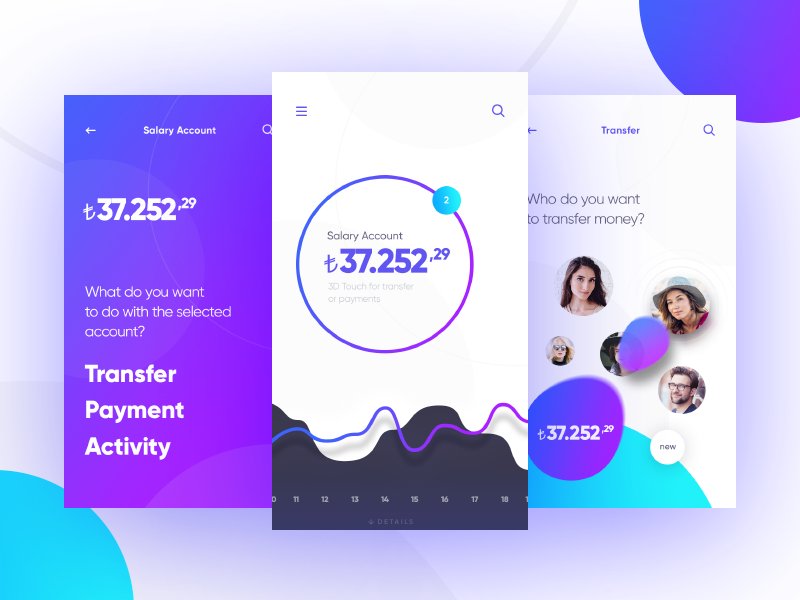 Salary Account
₺37.252,29
What do you want
to do with the selected
account?
Transfer
Payment
Activity
2
Salary Account
₺37.252,29
3D Touch for transfer
or payments
11 12 13 14 15 16 17 18
DETAILS
Transfer
Who do you want
to transfer money?
₺37.252,29
new